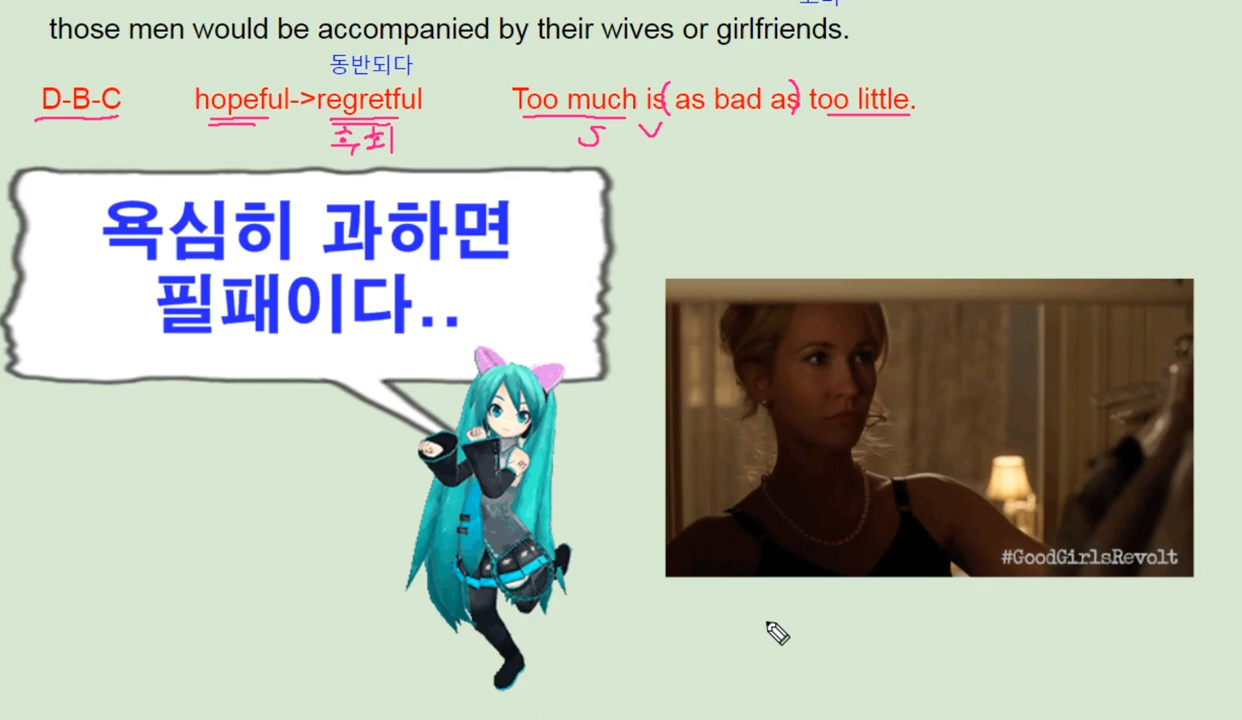 those men would be accompanied by their wives or girlfriends.
동반되다
D-B-C hopeful->regretful Too much is as bad as too little.
후회 S V
욕심히 과하면
필패이다..
#GoodGirlsRevolt